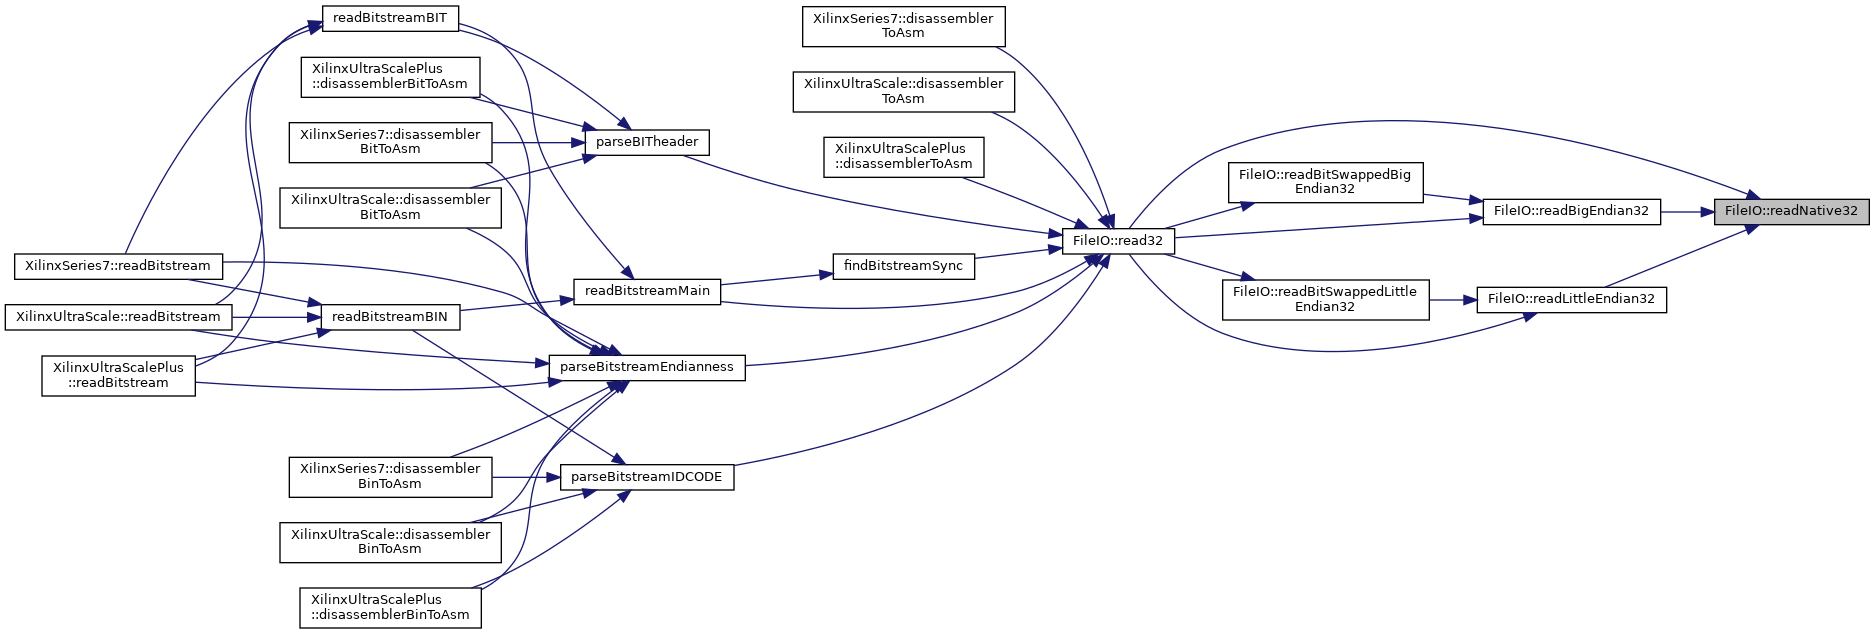 readBitstreamBIT
XilinxUltraScalePlus
::disassemblerBitToAsm
XilinxSeries7::disassembler
BitToAsm
XilinxUltraScale::disassembler
BitToAsm
XilinxSeries7::readBitstream
XilinxUltraScale::readBitstream
XilinxUltraScalePlus
::readBitstream
readBitstreamBIN
XilinxSeries7::disassembler
BinToAsm
XilinxUltraScale::disassembler
BinToAsm
XilinxUltraScalePlus
::disassemblerBinToAsm
parseBITheader
readBitstreamMain
parseBitstreamEndianness
parseBitstreamIDCODE
XilinxSeries7::disassembler
ToAsm
XilinxUltraScale::disassembler
ToAsm
XilinxUltraScalePlus
::disassemblerToAsm
findBitstreamSync
FileIO::read32
FileIO::readBitSwappedBig
Endian32
FileIO::readBitSwappedLittle
Endian32
FileIO::readBigEndian32
FileIO::readLittleEndian32
FileIO::readNative32